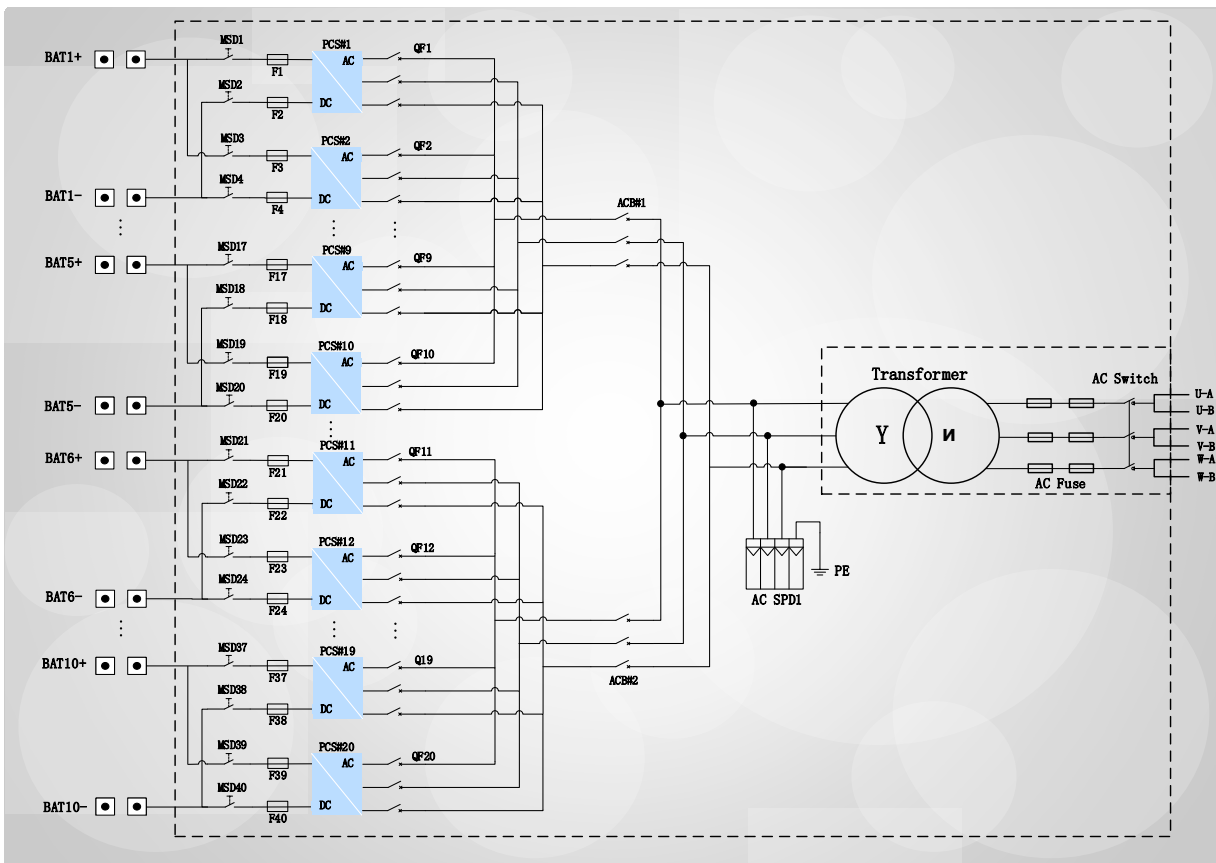 MSD1
PCS#1
QF1
BAT1+
AC
F1
MSD2
DC
F2
MSD3
PCS#2
QF2
AC
F3
MSD4
BAT1-
DC
F4
ACB#1
MSD17
PCS#9
QF9
BAT5+
AC
F17
MSD18
DC
F18
MSD19
PCS#10
QF10
AC
F19
MSD20
BAT5-
DC
F20
Transformer
AC Switch
U-A
U-B
Y
И
V-A
V-B
W-A
W-B
AC Fuse
MSD21
PCS#11
QF11
BAT6+
AC
F21
MSD22
DC
F22
MSD23
PCS#12
QF12
AC
F23
MSD24
BAT6-
DC
F24
PE
AC SPD1
MSD37
PCS#19
Q19
BAT10+
AC
F37
ACB#2
MSD38
DC
F38
MSD39
PCS#20
QF20
AC
F39
MSD40
BAT10-
DC
F40